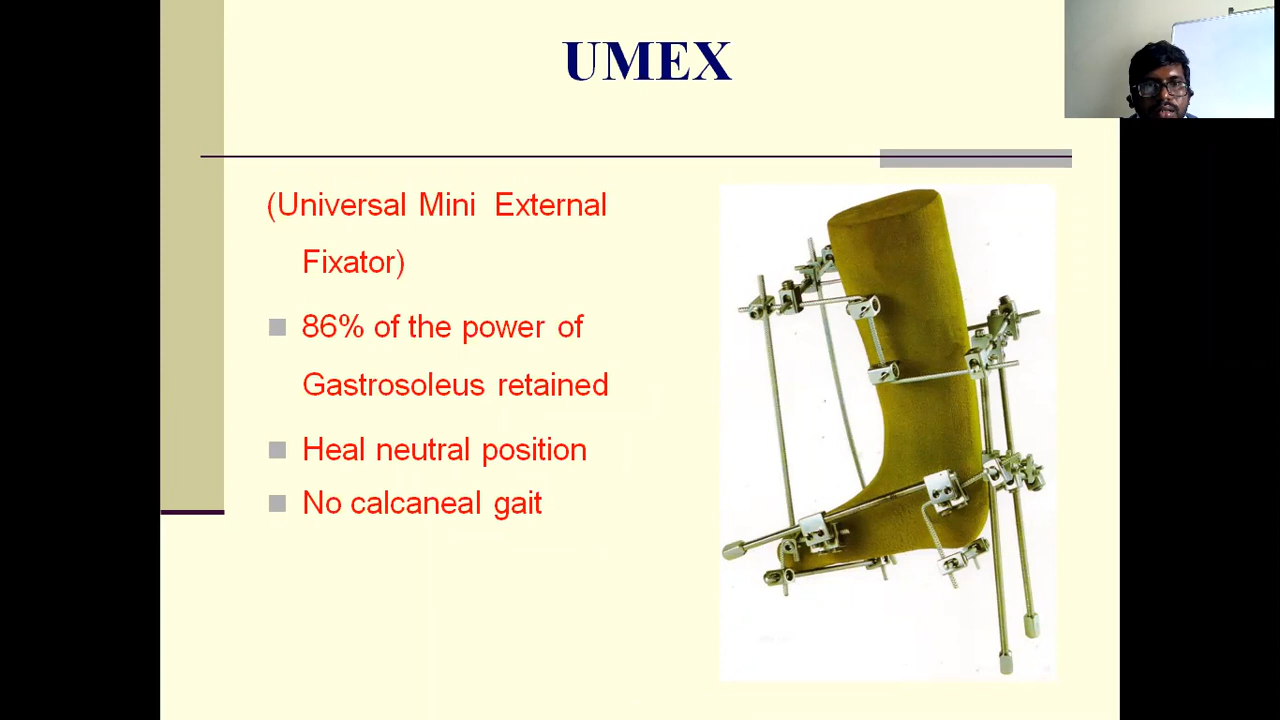 UMEX
(Universal Mini External
Fixator)
86% of the power of
Gastrosoleus retained
Heal neutral position
No calcaneal gait